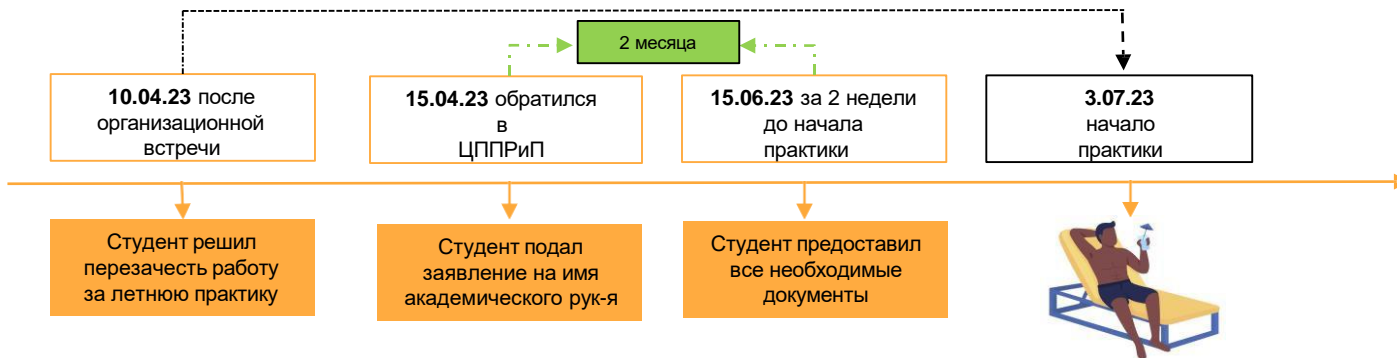 2 месяца
10.04.23 после
организационной
встречи
15.04.23 обратился
в
ЦППРиП
15.06.23 за 2 недели
до начала
практики
3.07.23
начало
практики
Студент решил
перезачесть работу
за летнюю практику
Студент подал
заявление на имя
академического рук-я
Студент предоставил
все необходимые
документы